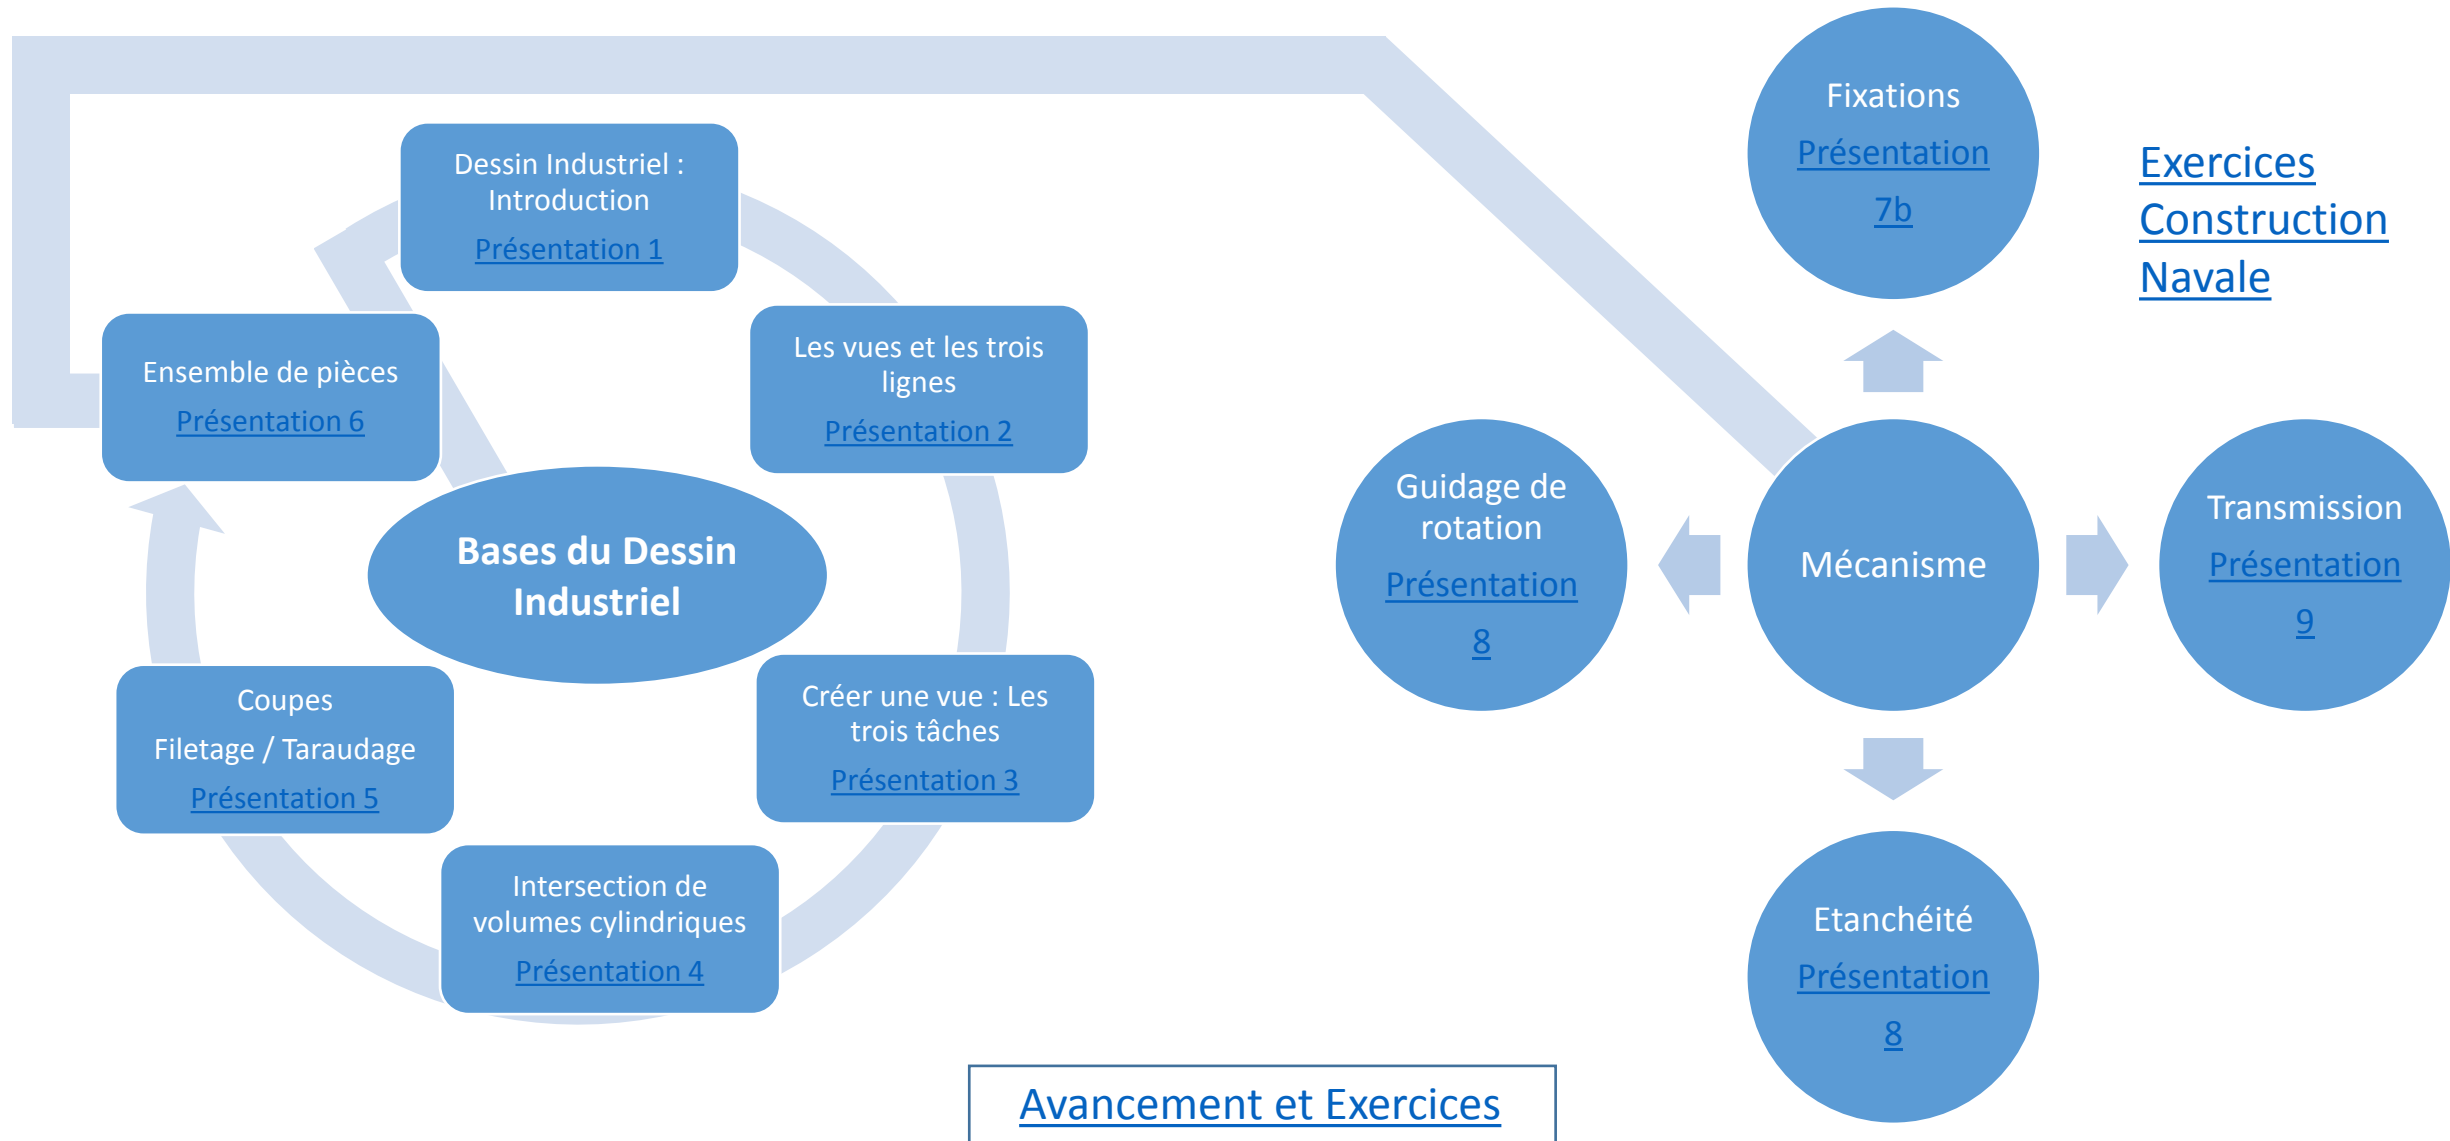 Dessin Industriel :
Introduction
Présentation 1
Les vues et les trois
lignes
Présentation 2
Créer une vue : Les
trois tâches
Présentation 3
Intersection de
volumes cylindriques
Présentation 4
Coupes
Filetage / Taraudage
Présentation 5
Ensemble de pièces
Présentation 6
Bases du Dessin
Industriel
Mécanisme
Fixations
Présentation
7b
Transmission
Présentation
9
Etanchéité
Présentation
8
Guidage de
rotation
Présentation
8
Exercices
Construction
Navale
Avancement et Exercices